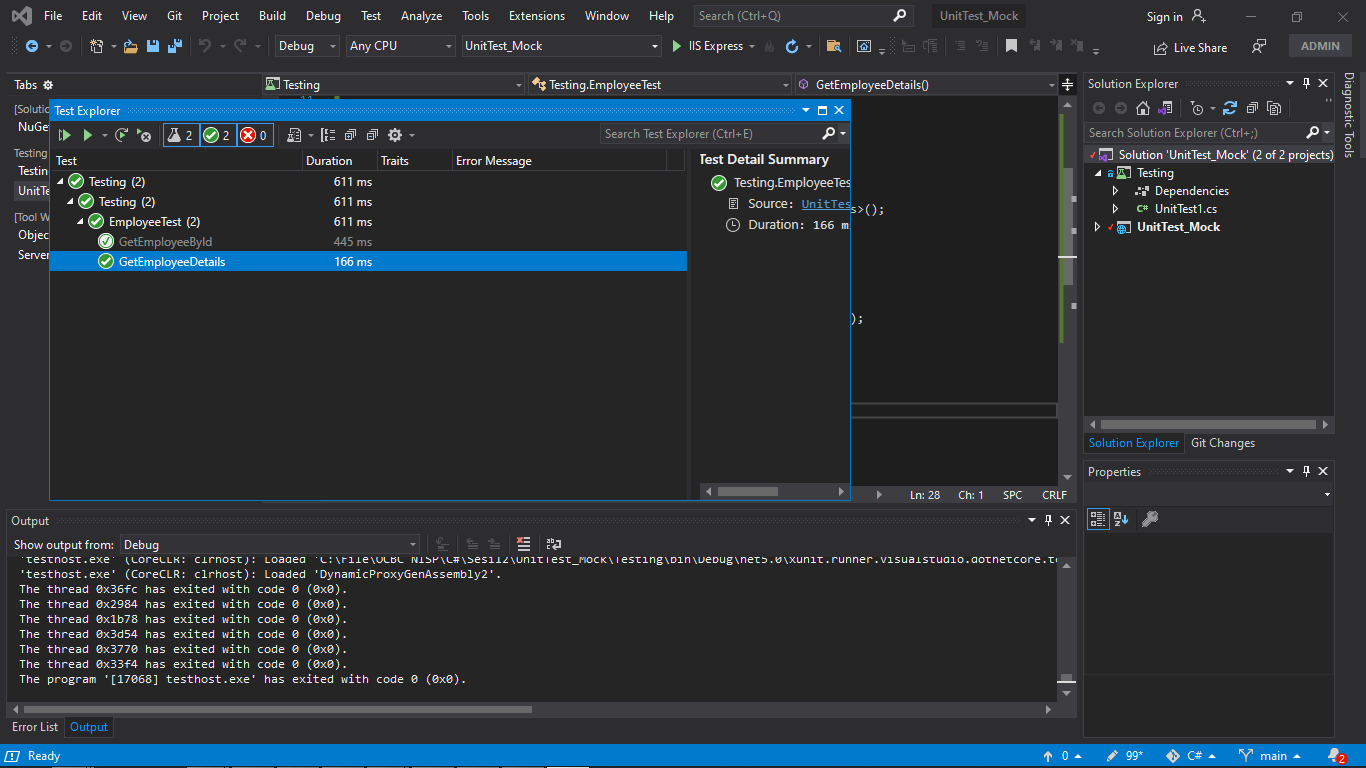 File Edit View Git Project Build Debug Test Analyze Tools Extensions Window Help Search (Ctrl+Q) UnitTest_Mock Sign in
Debug Any CPU UnitTest_Mock IIS Express Live Share ADMIN
Tabs
[Solutio
NuGe
Testing
Testin
UnitTe
[Tool W
Objec
Server
Testing Testing.EmployeeTest GetEmployeeDetails()
11
Test Explorer
2 2 0 Search Test Explorer (Ctrl+E)
Test Duration Traits Error Message
Testing (2) 611 ms
Testing (2) 611 ms
EmployeeTest (2) 611 ms
GetEmployeeById 445 ms
GetEmployeeDetails 166 ms
Test Detail Summary
Testing.EmployeeTes
Source: UnitTes
Duration: 166 m
s>();
);
Ln: 28 Ch: 1 SPC CRLF
Solution Explorer
Search Solution Explorer (Ctrl+;)
Solution 'UnitTest_Mock' (2 of 2 projects)
Testing
Dependencies
C# UnitTest1.cs
UnitTest_Mock
Solution Explorer Git Changes
Diagnostic Tools
Properties
Output
Show output from: Debug
'testhost.exe' (CoreCLR: clrhost): Loaded 'C:\File\OCBC NISP\C#\Sesi12\UnitTest_Mock\Testing\bin\Debug\net5.0\xunit.runner.visualstudio.dotnetcore.te
'testhost.exe' (CoreCLR: clrhost): Loaded 'DynamicProxyGenAssembly2'.
The thread 0x36fc has exited with code 0 (0x0).
The thread 0x2984 has exited with code 0 (0x0).
The thread 0x1b78 has exited with code 0 (0x0).
The thread 0x3d54 has exited with code 0 (0x0).
The thread 0x3770 has exited with code 0 (0x0).
The thread 0x33f4 has exited with code 0 (0x0).
The program '[17068] testhost.exe' has exited with code 0 (0x0).
Error List Output
Ready 0 99* C# main 2